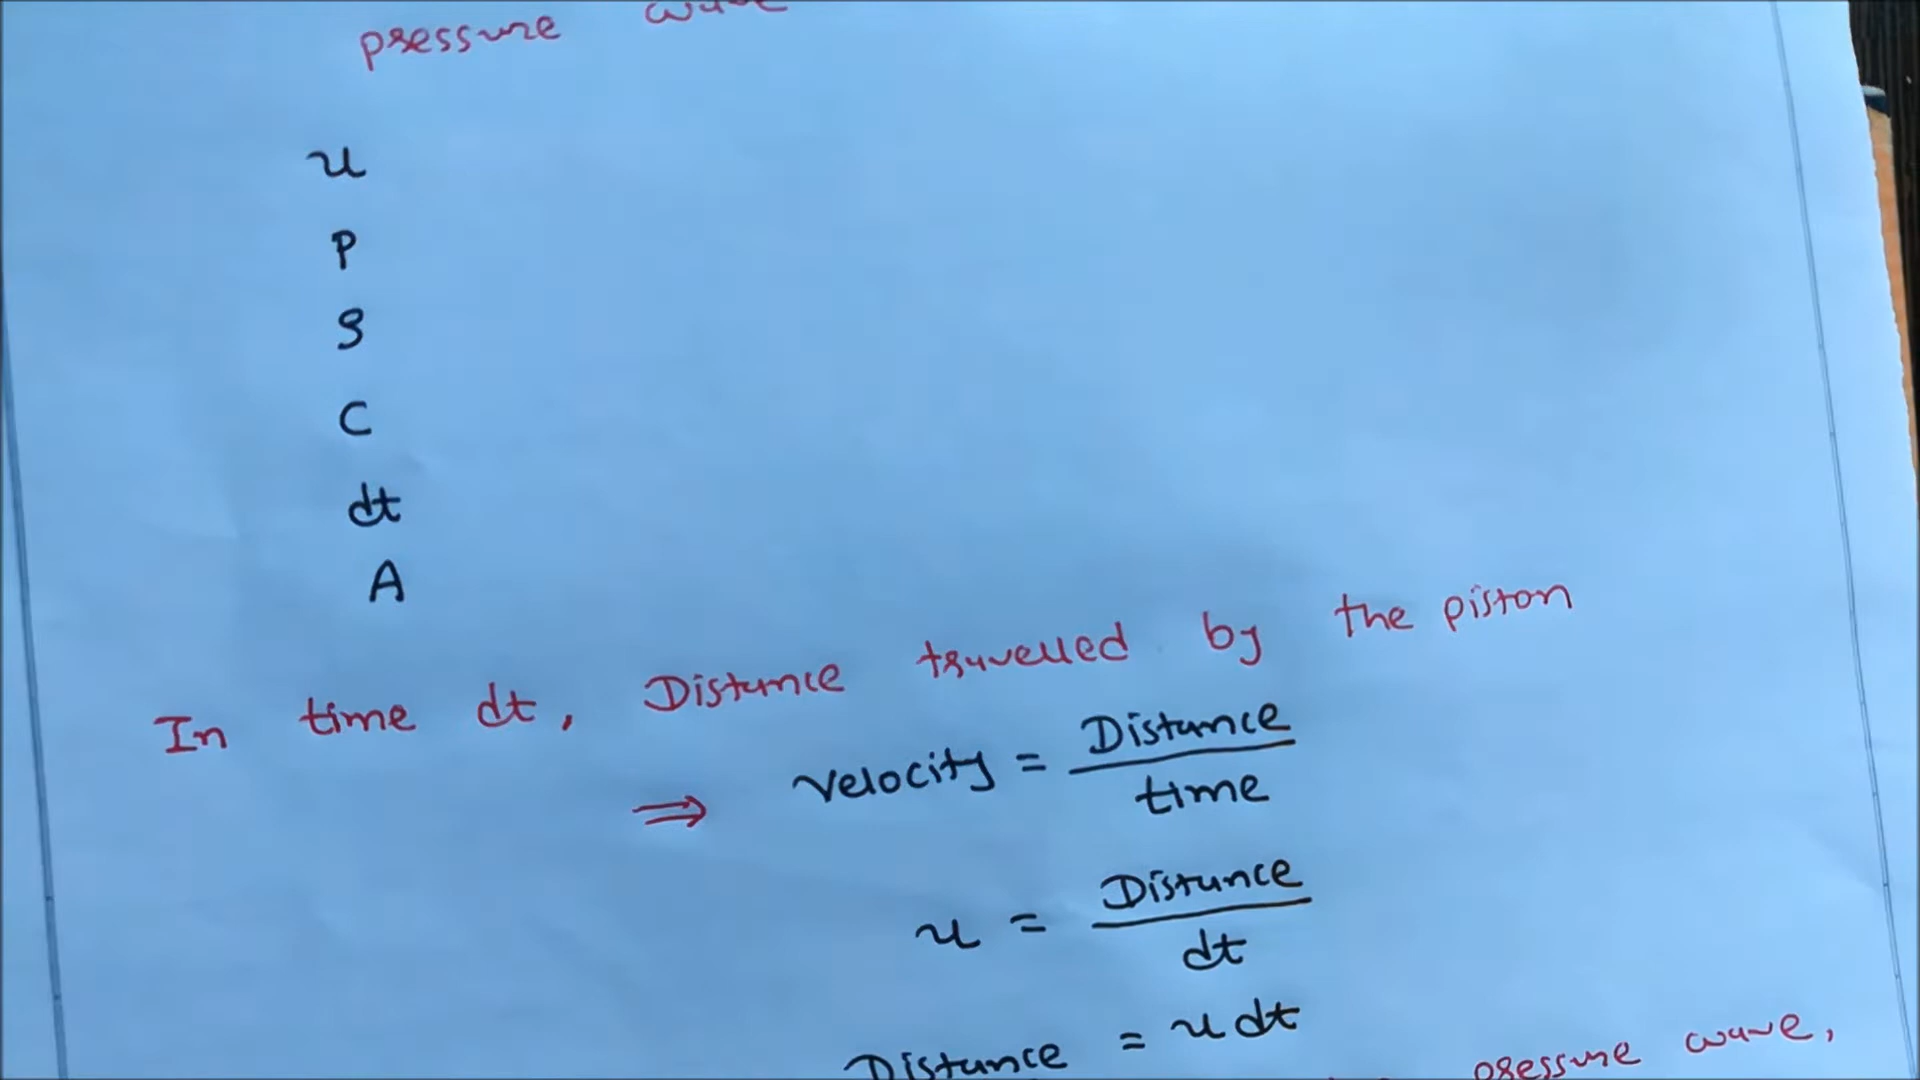 pressure wave
u
P
ρ
C
dt
A
In time dt, Distance travelled by the piston
⇒ Velocity = Distance / time
u = Distance / dt
Distance = u dt
pressure wave,